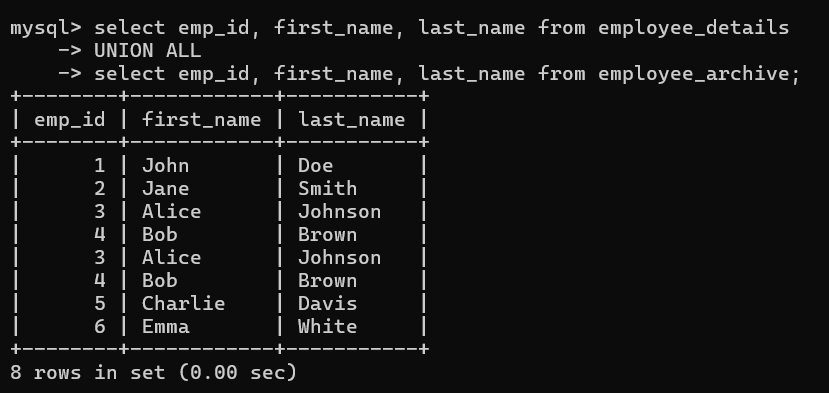 mysql> select emp_id, first_name, last_name from employee_details
    -> UNION ALL
    -> select emp_id, first_name, last_name from employee_archive;
+--------+------------+-----------+
| emp_id | first_name | last_name |
+--------+------------+-----------+
|      1 | John       | Doe       |
|      2 | Jane       | Smith     |
|      3 | Alice      | Johnson   |
|      4 | Bob        | Brown     |
|      3 | Alice      | Johnson   |
|      4 | Bob        | Brown     |
|      5 | Charlie    | Davis     |
|      6 | Emma       | White     |
+--------+------------+-----------+
8 rows in set (0.00 sec)